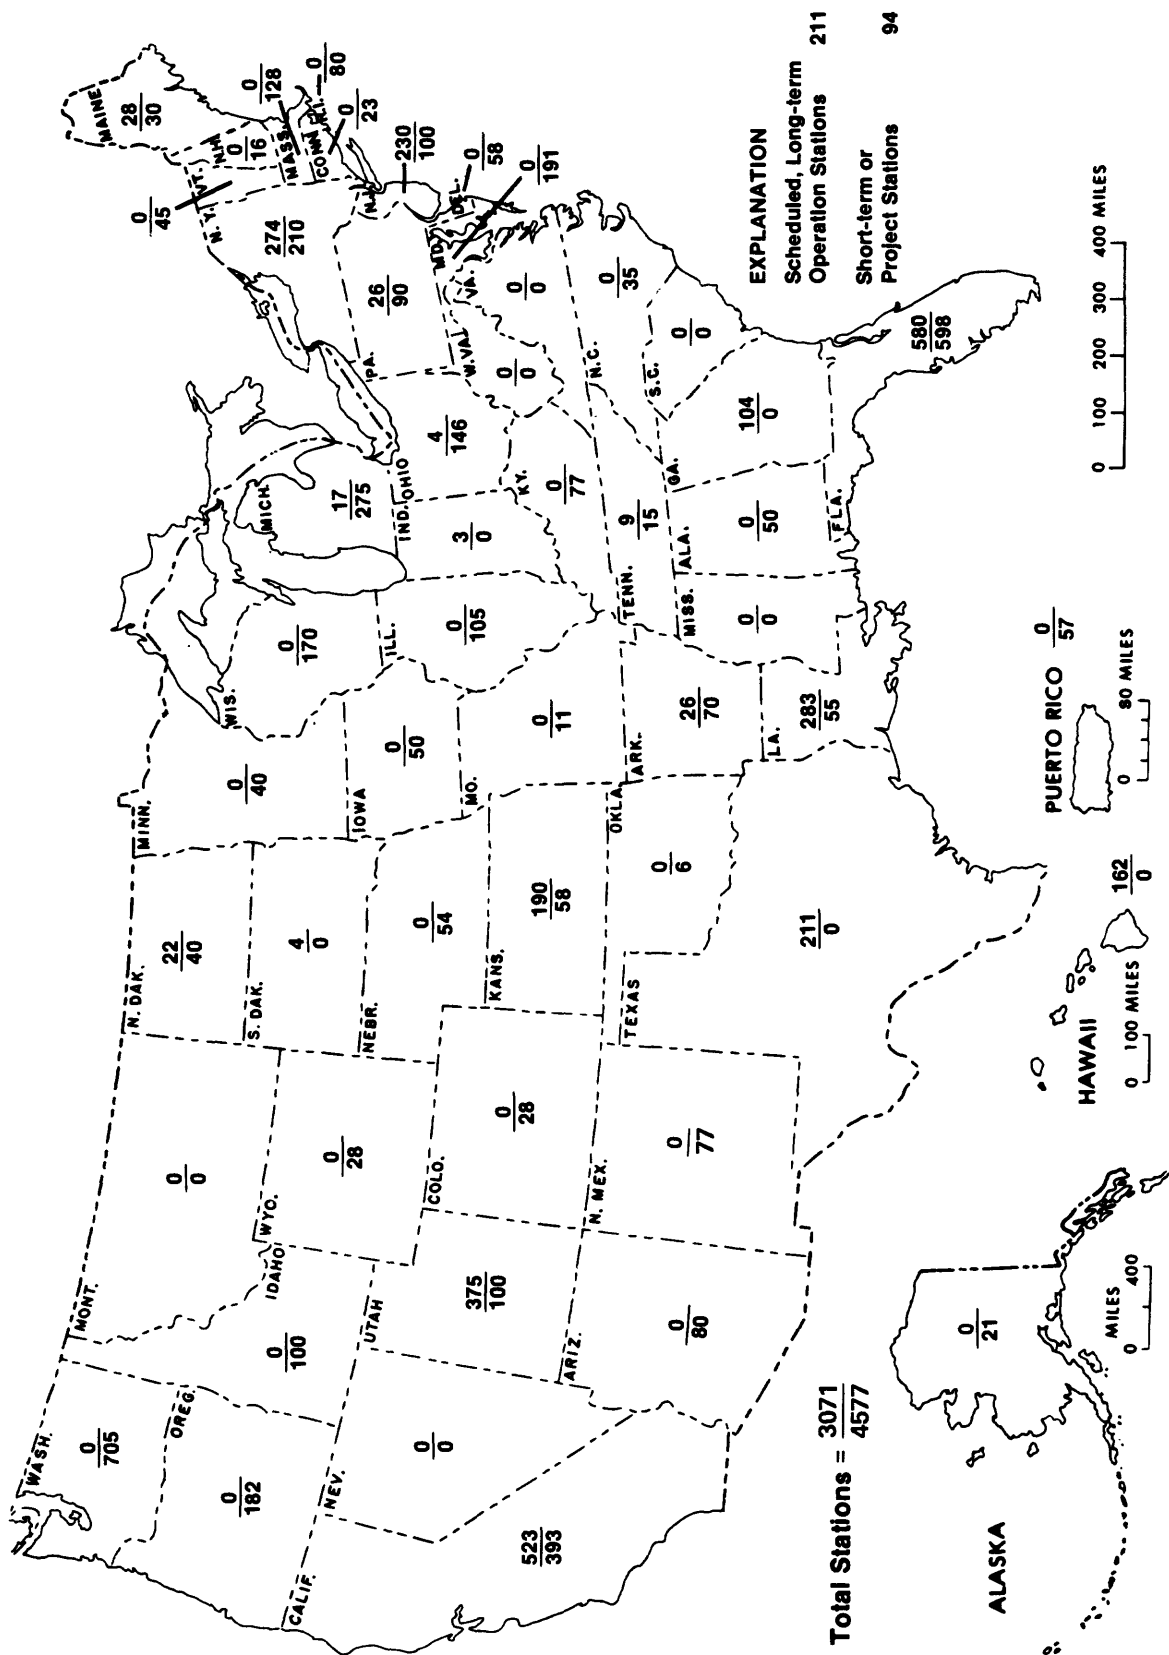 WASH.
0
705
OREG.
0
182
CALIF.
523
393
NEV.
0
0
IDAHO
0
100
MONT.
0
0
WYO.
0
28
UTAH
375
100
ARIZ.
0
80
COLO.
0
28
N. MEX.
0
77
N. DAK.
22
40
S. DAK.
4
0
NEBR.
0
54
KANS.
190
58
OKLA.
0
6
TEXAS
211
0
MINN.
0
40
IOWA
0
50
MO.
0
11
ARK.
26
70
LA.
283
55
WIS.
0
170
ILL.
0
105
MICH.
17
275
IND.
3
0
OHIO
4
146
KY.
0
77
TENN.
9
15
MISS.
0
0
ALA.
0
50
GA.
104
0
FLA.
580
598
S.C.
0
0
N.C.
0
35
VA.
0
0
W.VA.
0
0
MD.
0
191
DEL.
0
58
PA.
26
90
N.J.
230
100
N.Y.
274
210
CONN.
0
23
R.I.
0
80
MASS.
0
128
VT.
0
45
N.H.
0
16
MAINE
28
30
Total Stations = 3071
4577
ALASKA
0
21
MILES
0 400
HAWAII
162
0
0 100 MILES
PUERTO RICO
0
57
0 80 MILES
0 100 200 300 400 MILES
EXPLANATION
Scheduled, Long-term
Operation Stations 211
Short-term or
Project Stations 94